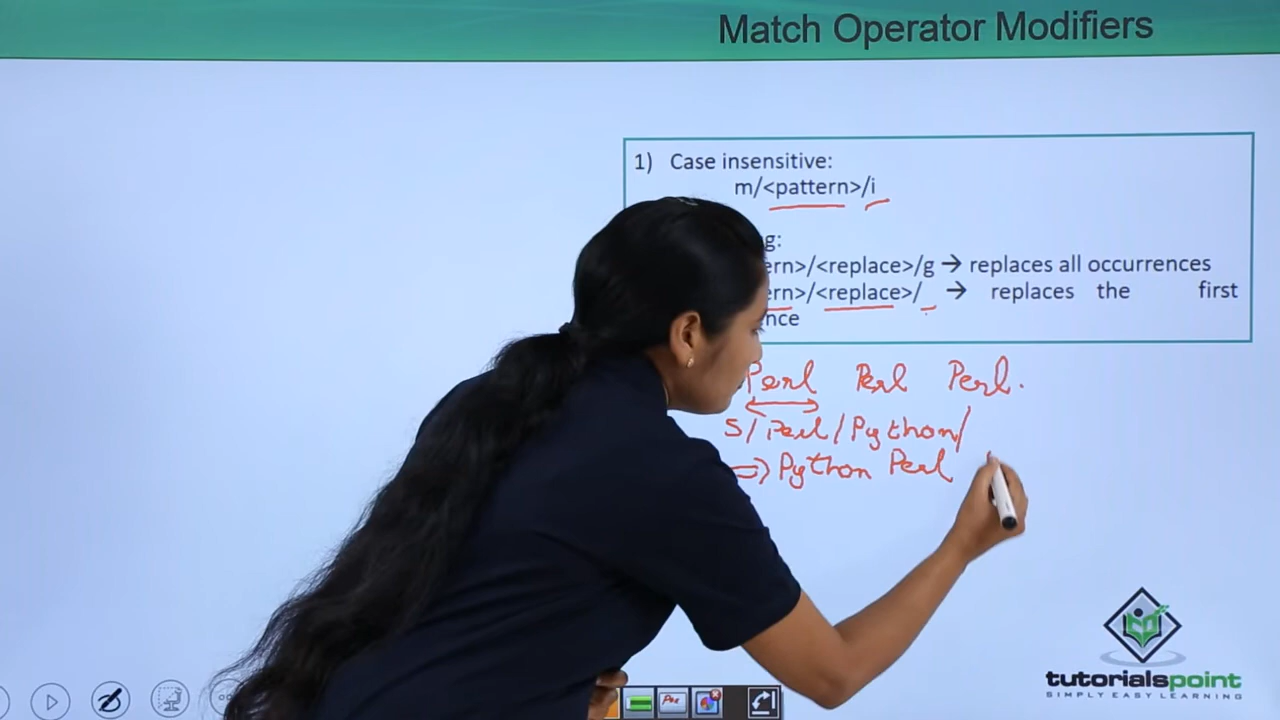 Match Operator Modifiers
1) Case insensitive:
m/<pattern>/i
g:
ern>/<replace>/g → replaces all occurrences
ern>/<replace>/ → replaces the first
nce
Perl Perl Perl.
S/Perl/Python/
⇒ Python Perl
tutorialspoint
SIMPLY EASY LEARNING